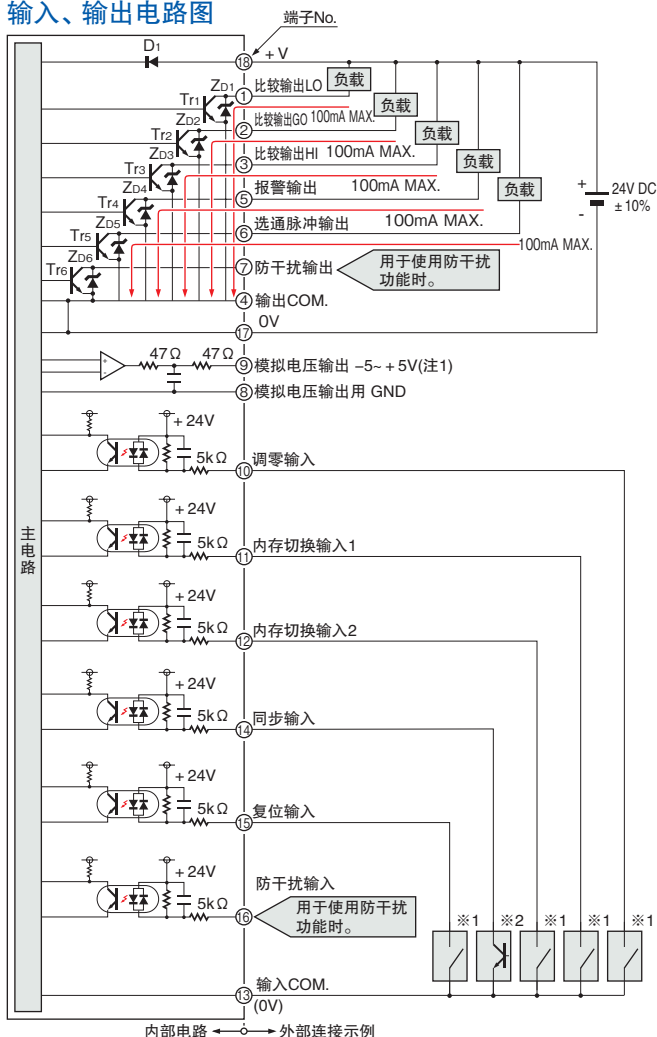 输入、输出电路图
端子No.
D1
⑱ + V
ZD1 ① 比较输出LO 负载
Tr1
ZD2 ② 比较输出GO 100mA MAX. 负载
Tr2
ZD3 ③ 比较输出HI 100mA MAX. 负载
Tr3
ZD4 ⑤ 报警输出 100mA MAX. 负载
Tr4
ZD5 ⑥ 选通脉冲输出 100mA MAX. 负载
Tr5
+ 24V DC
- ±10%
100mA MAX.
ZD6 ⑦ 防干扰输出
Tr6
用于使用防干扰
功能时。
④ 输出COM.
⑰ 0V
47Ω 47Ω ⑨ 模拟电压输出 –5~ + 5V(注1)
+
-
⑧ 模拟电压输出用 GND
+ 24V
5kΩ ⑩ 调零输入
+ 24V
5kΩ ⑪ 内存切换输入1
主电路
+ 24V
5kΩ ⑫ 内存切换输入2
+ 24V
5kΩ ⑭ 同步输入
+ 24V
5kΩ ⑮ 复位输入
+ 24V
5kΩ ⑯ 防干扰输入
用于使用防干扰
功能时。
※1 ※2 ※1 ※1 ※1
⑬ 输入COM.
(0V)
内部电路 外部连接示例